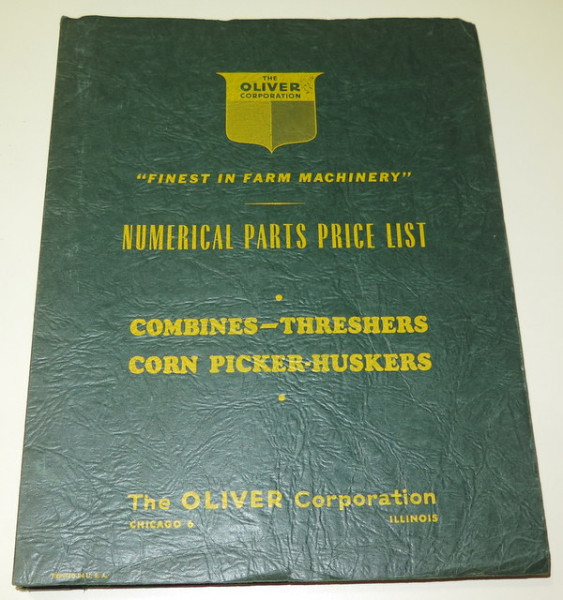 THE
OLIVER
CORPORATION
"FINEST IN FARM MACHINERY"
NUMERICAL PARTS PRICE LIST
COMBINES—THRESHERS
CORN PICKER-HUSKERS
The OLIVER Corporation
CHICAGO 6 ILLINOIS